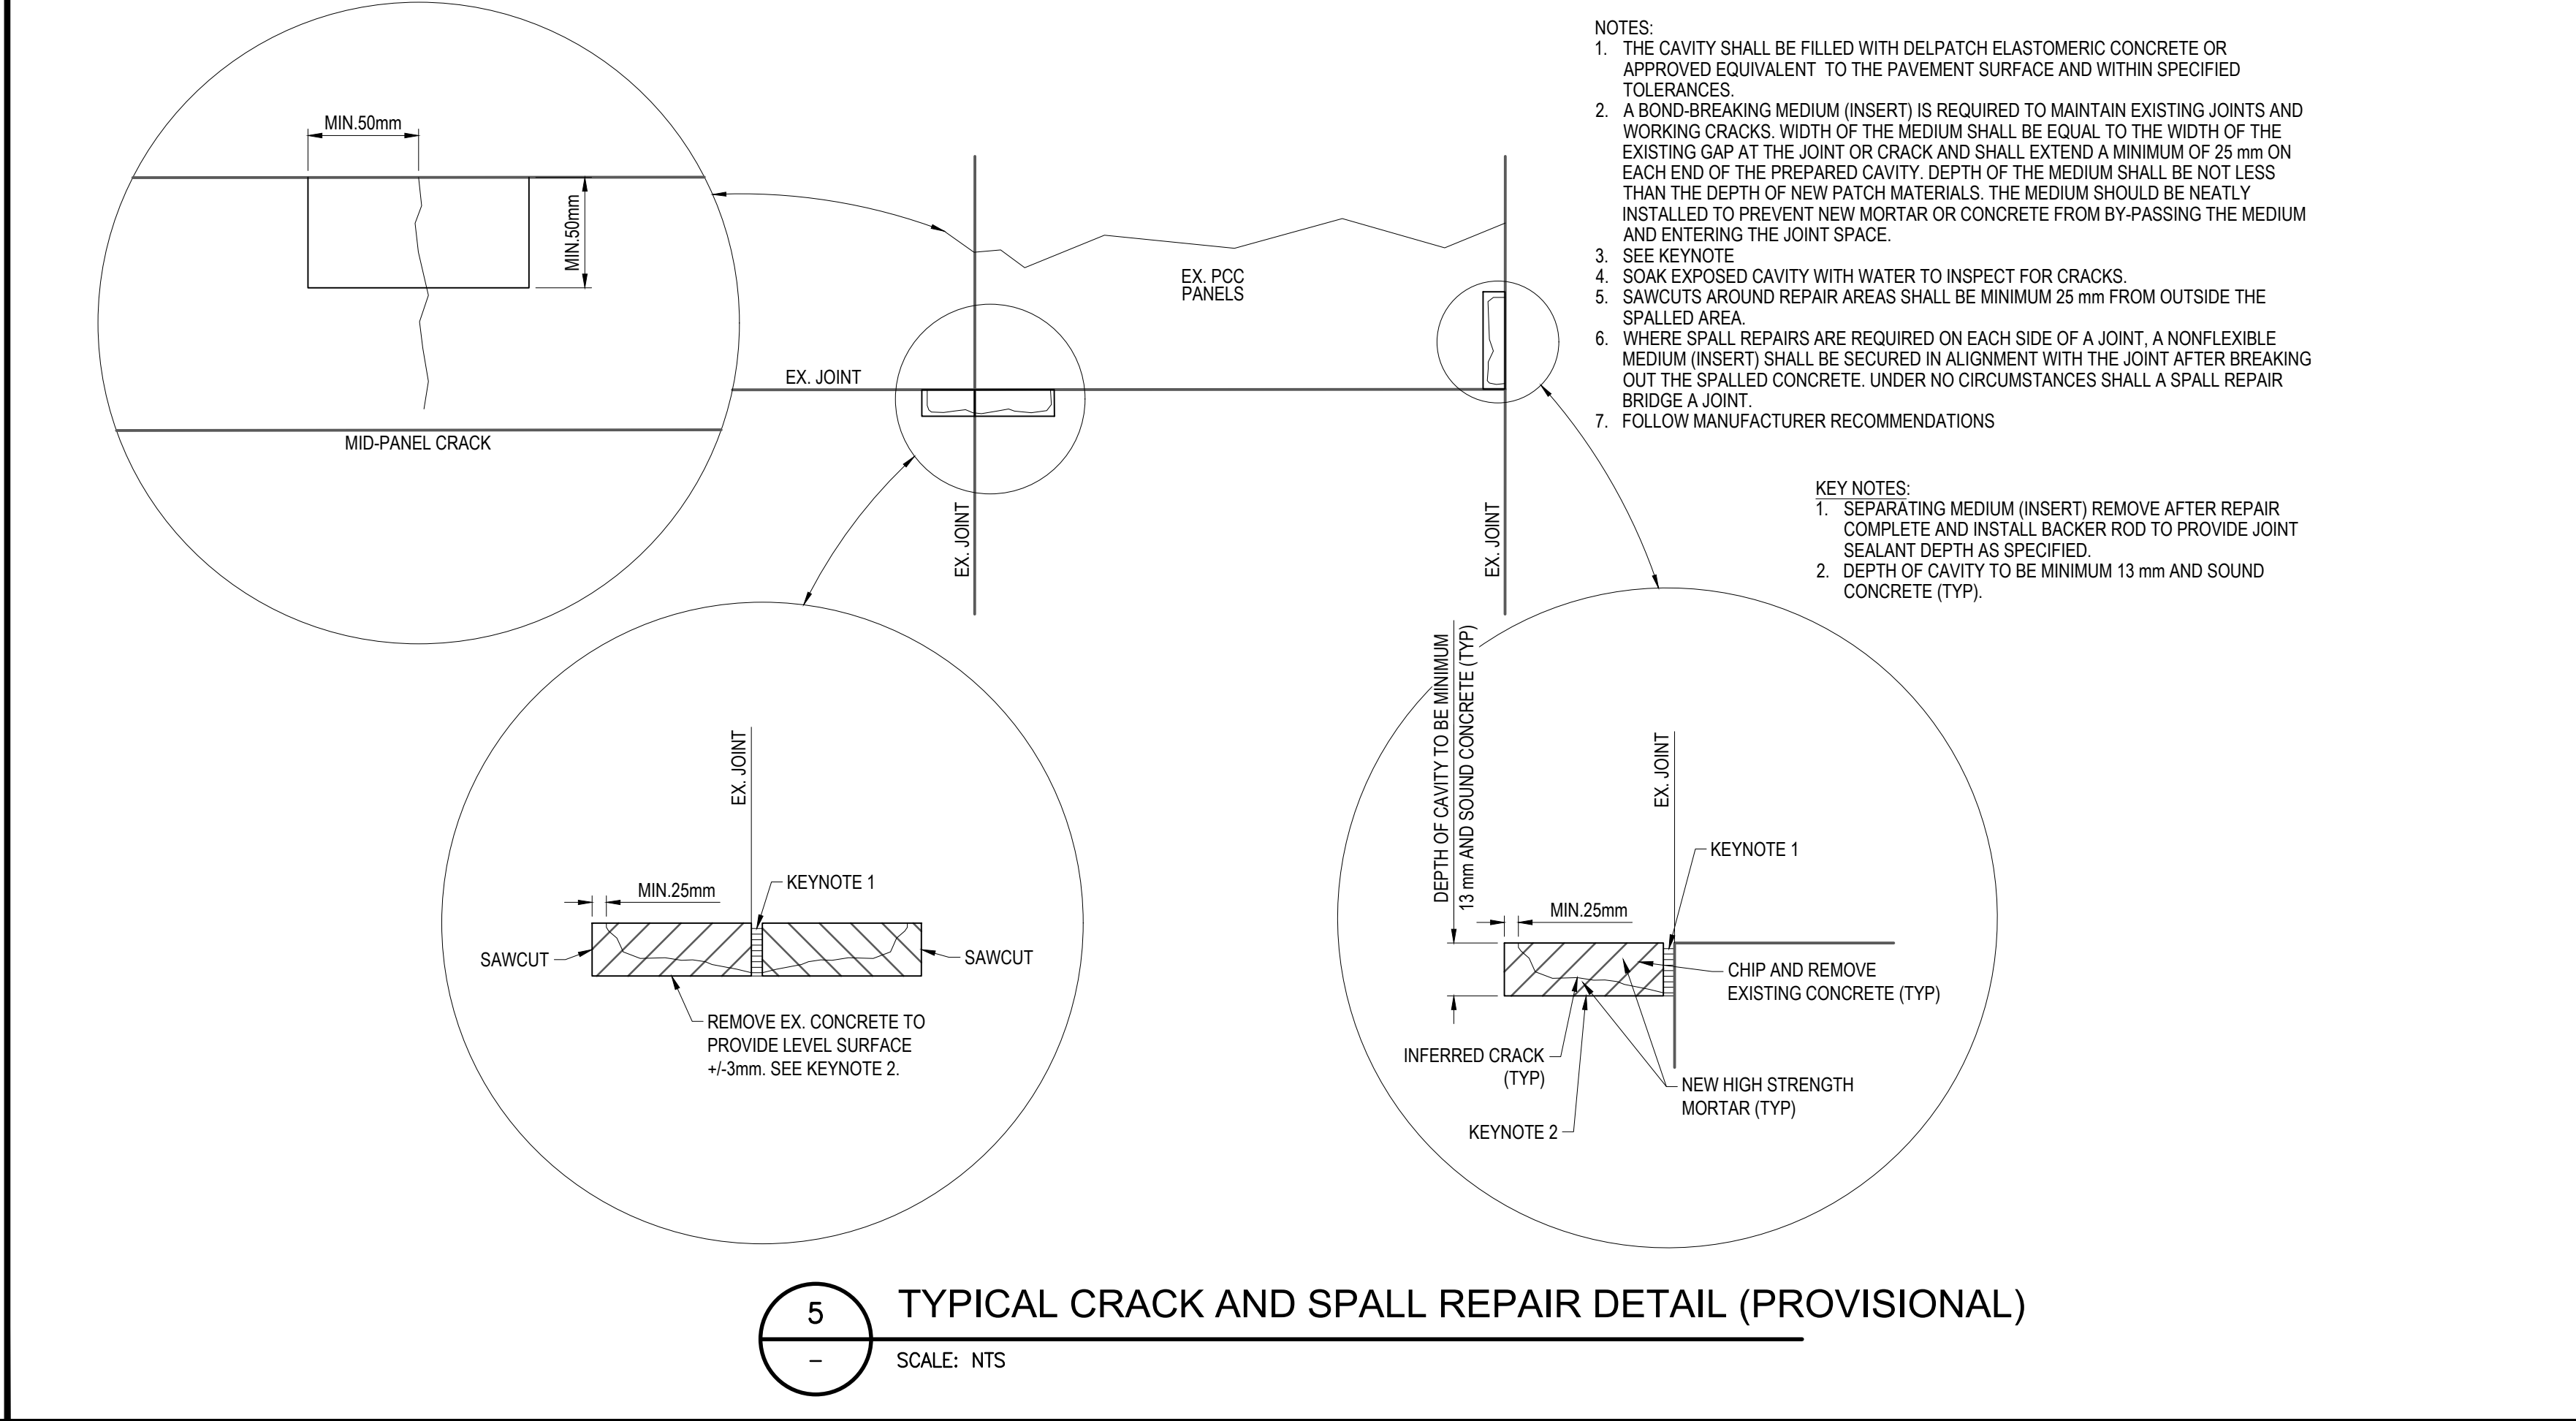 NOTES:
1. THE CAVITY SHALL BE FILLED WITH DELPATCH ELASTOMERIC CONCRETE OR
APPROVED EQUIVALENT TO THE PAVEMENT SURFACE AND WITHIN SPECIFIED
TOLERANCES.
2. A BOND-BREAKING MEDIUM (INSERT) IS REQUIRED TO MAINTAIN EXISTING JOINTS AND
WORKING CRACKS. WIDTH OF THE MEDIUM SHALL BE EQUAL TO THE WIDTH OF THE
EXISTING GAP AT THE JOINT OR CRACK AND SHALL EXTEND A MINIMUM OF 25 mm ON
EACH END OF THE PREPARED CAVITY. DEPTH OF THE MEDIUM SHALL BE NOT LESS
THAN THE DEPTH OF NEW PATCH MATERIALS. THE MEDIUM SHOULD BE NEATLY
INSTALLED TO PREVENT NEW MORTAR OR CONCRETE FROM BY-PASSING THE MEDIUM
AND ENTERING THE JOINT SPACE.
3. SEE KEYNOTE
4. SOAK EXPOSED CAVITY WITH WATER TO INSPECT FOR CRACKS.
5. SAWCUTS AROUND REPAIR AREAS SHALL BE MINIMUM 25 mm FROM OUTSIDE THE
SPALLED AREA.
6. WHERE SPALL REPAIRS ARE REQUIRED ON EACH SIDE OF A JOINT, A NONFLEXIBLE
MEDIUM (INSERT) SHALL BE SECURED IN ALIGNMENT WITH THE JOINT AFTER BREAKING
OUT THE SPALLED CONCRETE. UNDER NO CIRCUMSTANCES SHALL A SPALL REPAIR
BRIDGE A JOINT.
7. FOLLOW MANUFACTURER RECOMMENDATIONS
KEY NOTES:
1. SEPARATING MEDIUM (INSERT) REMOVE AFTER REPAIR
COMPLETE AND INSTALL BACKER ROD TO PROVIDE JOINT
SEALANT DEPTH AS SPECIFIED.
2. DEPTH OF CAVITY TO BE MINIMUM 13 mm AND SOUND
CONCRETE (TYP).
MIN.50mm
MIN.50mm
MID-PANEL CRACK
EX. PCC
PANELS
EX. JOINT
EX. JOINT
EX. JOINT
EX. JOINT
MIN.25mm
KEYNOTE 1
SAWCUT
SAWCUT
REMOVE EX. CONCRETE TO
PROVIDE LEVEL SURFACE
+/-3mm. SEE KEYNOTE 2.
DEPTH OF CAVITY TO BE MINIMUM
13 mm AND SOUND CONCRETE (TYP)
EX. JOINT
KEYNOTE 1
MIN.25mm
CHIP AND REMOVE
EXISTING CONCRETE (TYP)
INFERRED CRACK
(TYP)
NEW HIGH STRENGTH
MORTAR (TYP)
KEYNOTE 2
5
-
TYPICAL CRACK AND SPALL REPAIR DETAIL (PROVISIONAL)
SCALE: NTS